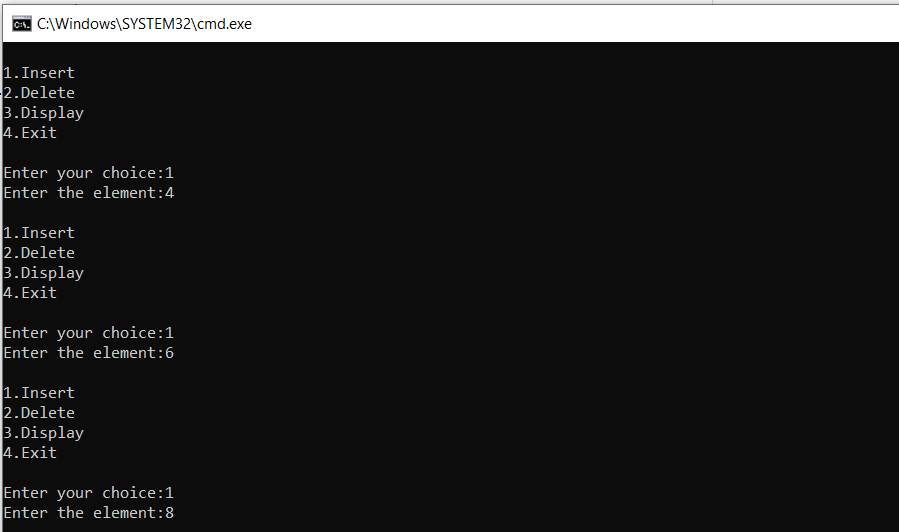 C:\Windows\SYSTEM32\cmd.exe
1.Insert
2.Delete
3.Display
4.Exit
Enter your choice:1
Enter the element:4
1.Insert
2.Delete
3.Display
4.Exit
Enter your choice:1
Enter the element:6
1.Insert
2.Delete
3.Display
4.Exit
Enter your choice:1
Enter the element:8